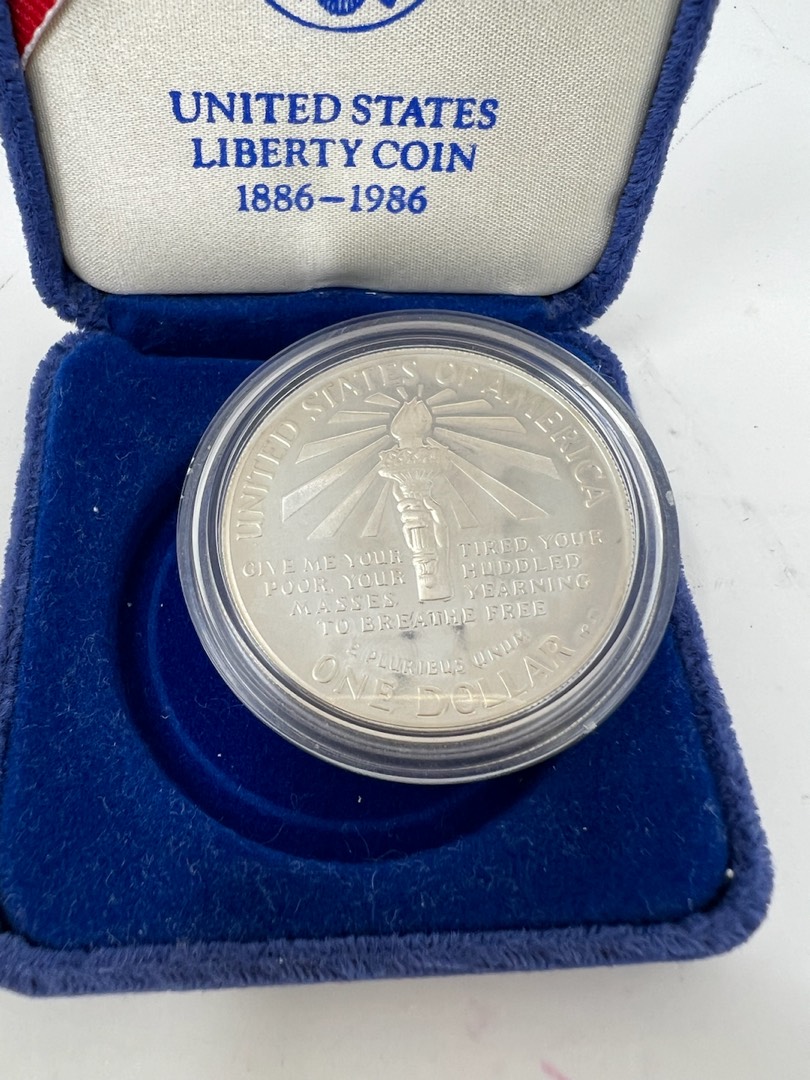 UNITED STATES
LIBERTY COIN
1886–1986
UNITED STATES OF AMERICA
GIVE ME YOUR TIRED, YOUR
POOR, YOUR HUDDLED
MASSES, YEARNING
TO BREATHE FREE
E PLURIBUS UNUM
ONE DOLLAR